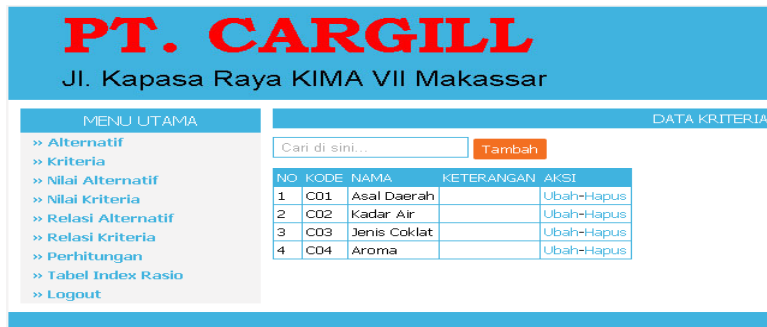 PT. CARGILL
Jl. Kapasa Raya KIMA VII Makassar
MENU UTAMA
» Alternatif
» Kriteria
» Nilai Alternatif
» Nilai Kriteria
» Relasi Alternatif
» Relasi Kriteria
» Perhitungan
» Tabel Index Rasio
» Logout
DATA KRITERIA
Cari di sini... Tambah
NO KODE NAMA KETERANGAN AKSI
1 C01 Asal Daerah Ubah-Hapus
2 C02 Kadar Air Ubah-Hapus
3 C03 Jenis Coklat Ubah-Hapus
4 C04 Aroma Ubah-Hapus